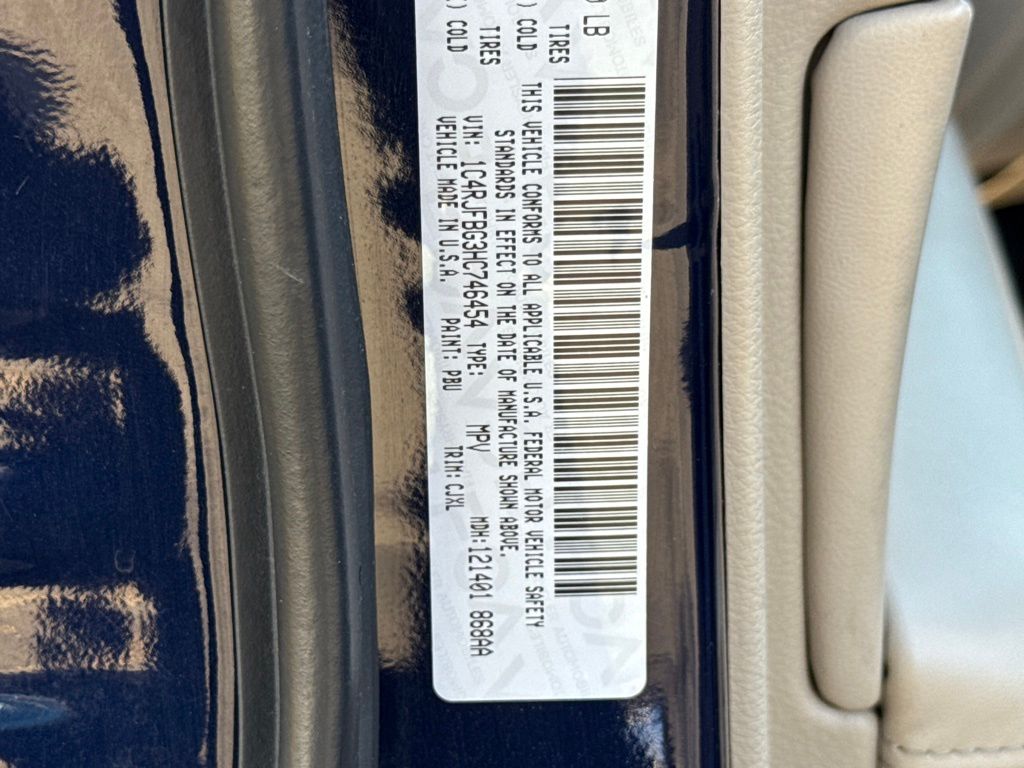 0 LB
TIRES ) COLD
TIRES ) COLD
THIS VEHICLE CONFORMS TO ALL APPLICABLE U.S.A. FEDERAL MOTOR VEHICLE SAFETY
STANDARDS IN EFFECT ON THE DATE OF MANUFACTURE SHOWN ABOVE.
VIN: 1C4RJFBG3HC746454 TYPE: MPV MDH:121401 868AA
VEHICLE MADE IN U.S.A. PAINT: PBU TRIM:CJXL